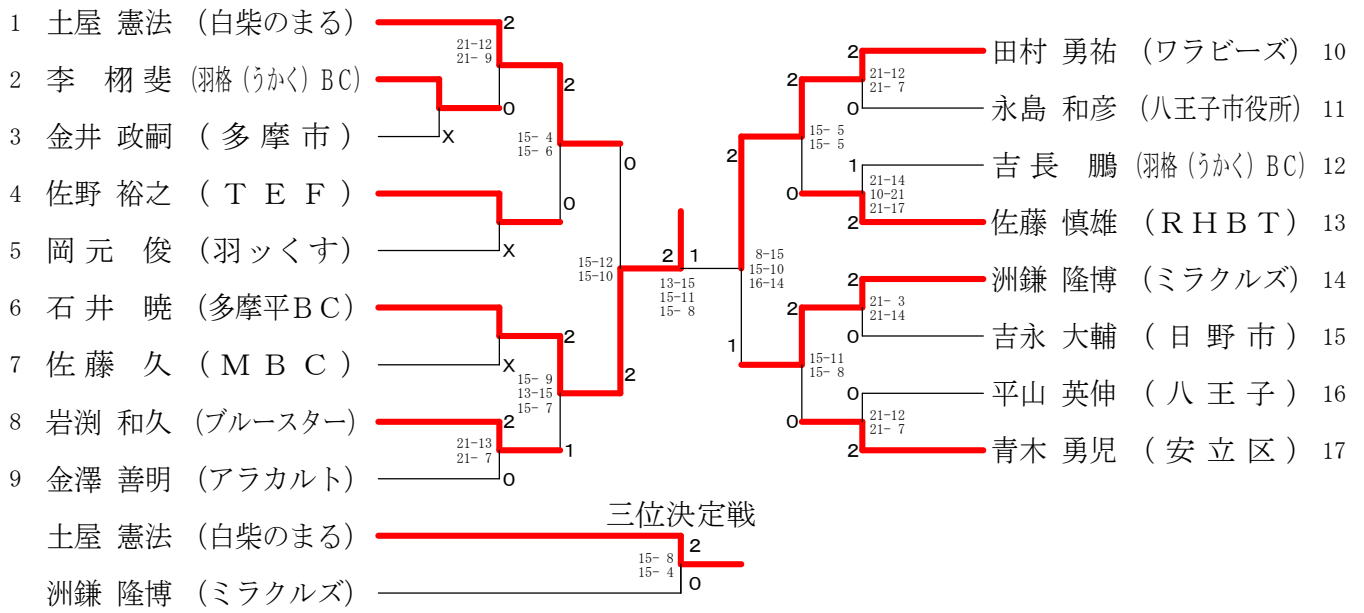 1 土屋 憲法 (白柴のまる)
2 李 栩斐 (羽格(うかく)BC)
3 金井 政嗣 (多摩市)
4 佐野 裕之 (TEF)
5 岡元 俊 (羽ッくす)
6 石井 暁 (多摩平BC)
7 佐藤 久 (MBC)
8 岩渕 和久 (ブルースター)
9 金澤 善明 (アラカルト)
2
21-12
21- 9
0
X
2
15- 4
15- 6
0
X
0
15-12
15-10
2
2
X
15- 9
13-15
15- 7
1
2
21-13
21- 7
0
2 1
13-15
15-11
15- 8
田村 勇祐 (ワラビーズ) 10
永島 和彦 (八王子市役所) 11
吉長 鵬 (羽格(うかく)BC) 12
佐藤 慎雄 (RHBT) 13
洲鎌 隆博 (ミラクルズ) 14
吉永 大輔 (日野市) 15
平山 英伸 (八王子) 16
青木 勇児 (安立区) 17
2
21-12
21- 7
0
2
15- 5
15- 5
0
1
21-14
10-21
21-17
2
2
8-15
15-10
16-14
1
2
21- 3
21-14
0
2
15-11
15- 8
0
0
21-12
21- 7
2
三位決定戦
土屋 憲法 (白柴のまる)
洲鎌 隆博 (ミラクルズ)
2
15- 8
15- 4
0